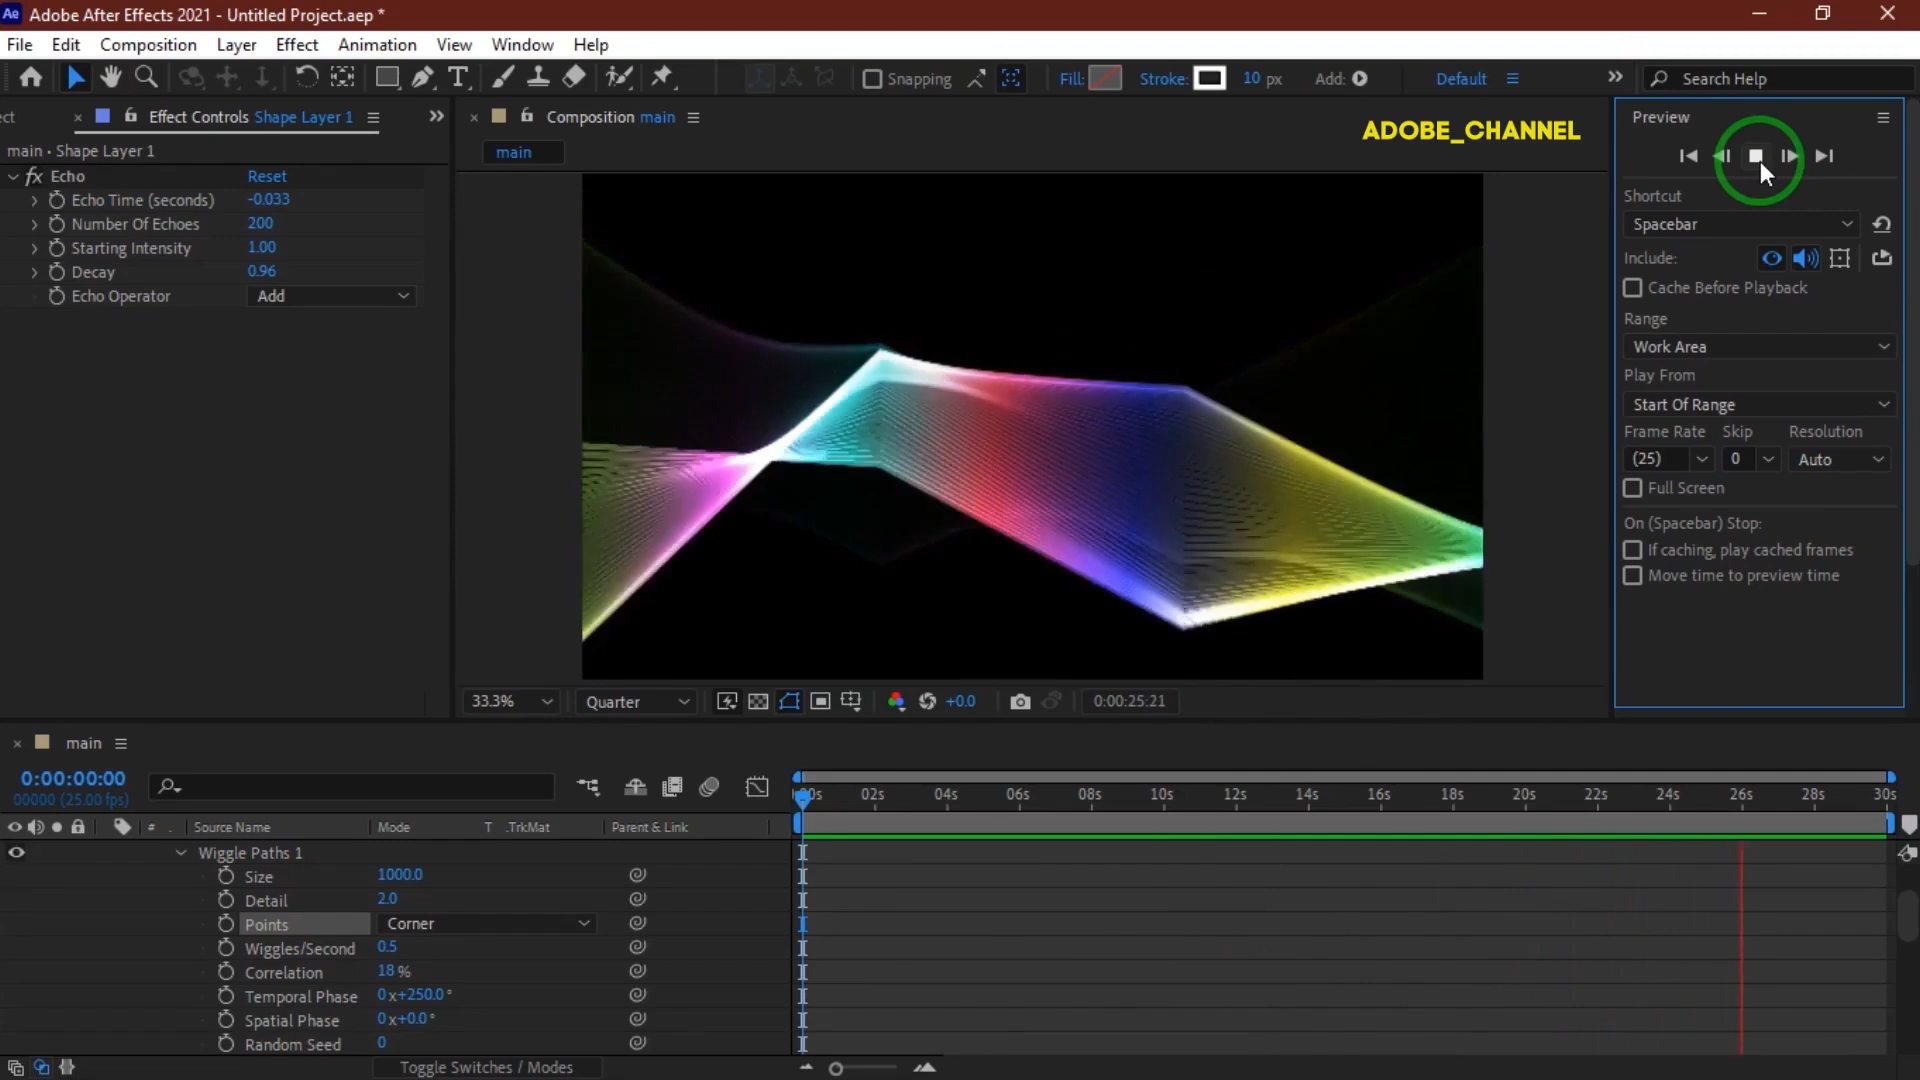 Ae Adobe After Effects 2021 - Untitled Project.aep *
File Edit Composition Layer Effect Animation View Window Help
Snapping Fill: Stroke: 10 px Add: Default Search Help
ct Effect Controls Shape Layer 1
Composition main
ADOBE_CHANNEL
Preview
main
main • Shape Layer 1
fx Echo Reset
Echo Time (seconds) -0.033
Number Of Echoes 200
Starting Intensity 1.00
Decay 0.96
Echo Operator Add
Shortcut
Spacebar
Include:
Cache Before Playback
Range
Work Area
Play From
Start Of Range
Frame Rate Skip Resolution
(25) 0 Auto
Full Screen
On (Spacebar) Stop:
If caching, play cached frames
Move time to preview time
33.3% Quarter +0.0 0:00:25:21
main
0:00:00:00
00000 (25.00 fps)
00s 02s 04s 06s 08s 10s 12s 14s 16s 18s 20s 22s 24s 26s 28s 30s
# . Source Name Mode T .TrkMat Parent & Link
Wiggle Paths 1
Size 1000.0
Detail 2.0
Points Corner
Wiggles/Second 0.5
Correlation 18 %
Temporal Phase 0x+250.0°
Spatial Phase 0x+0.0°
Random Seed 0
Toggle Switches / Modes